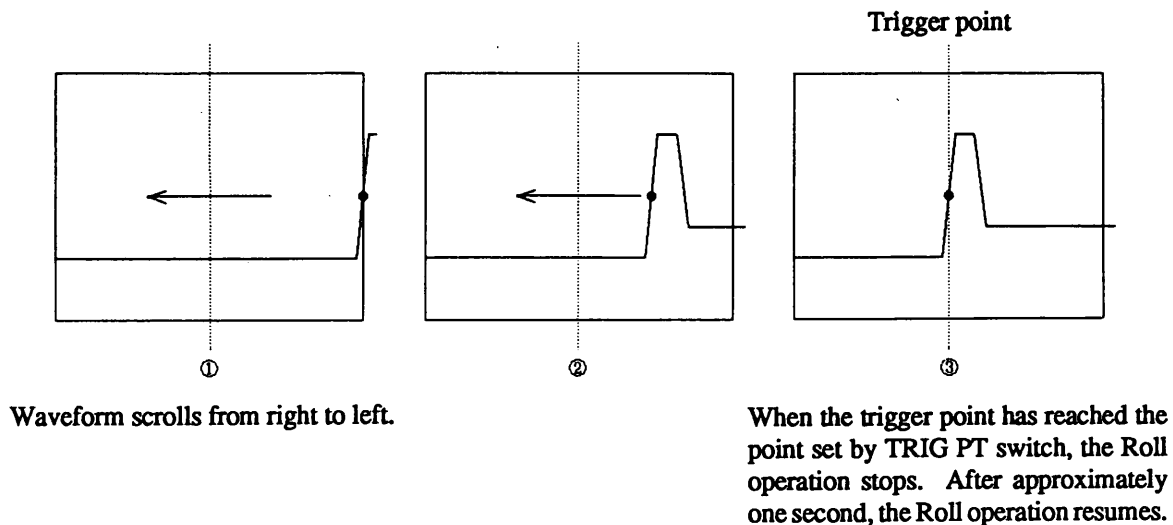 Trigger point
①
②
③
Waveform scrolls from right to left.
When the trigger point has reached the
point set by TRIG PT switch, the Roll
operation stops. After approximately
one second, the Roll operation resumes.